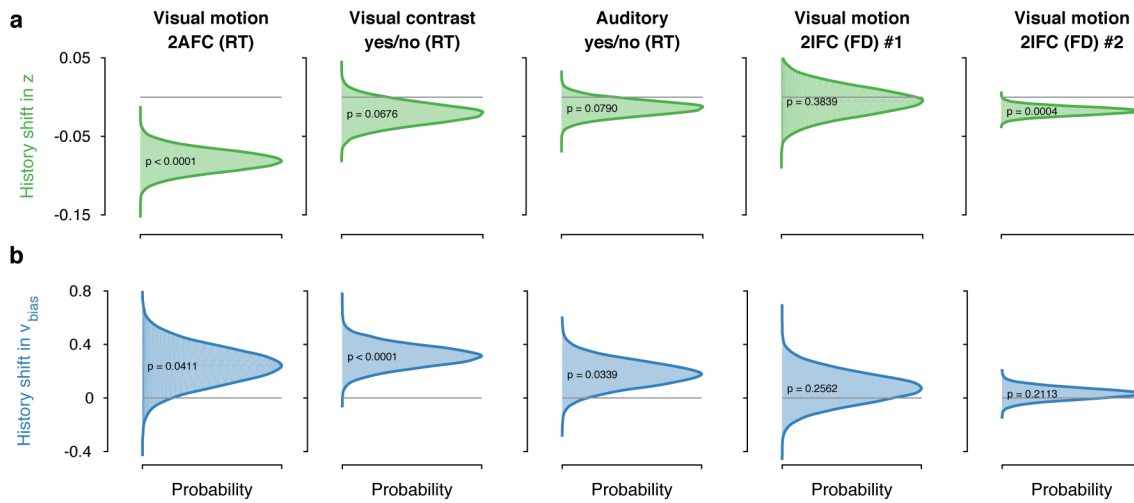 a
Visual motion
2AFC (RT)
Visual contrast
yes/no (RT)
Auditory
yes/no (RT)
Visual motion
2IFC (FD) #1
Visual motion
2IFC (FD) #2
History shift in z
0.05
-0.05
-0.15
p < 0.0001
p = 0.0676
p = 0.0790
p = 0.3839
p = 0.0004
b
History shift in vbias
0.8
0.4
0
-0.4
p = 0.0411
p < 0.0001
p = 0.0339
p = 0.2562
p = 0.2113
Probability
Probability
Probability
Probability
Probability